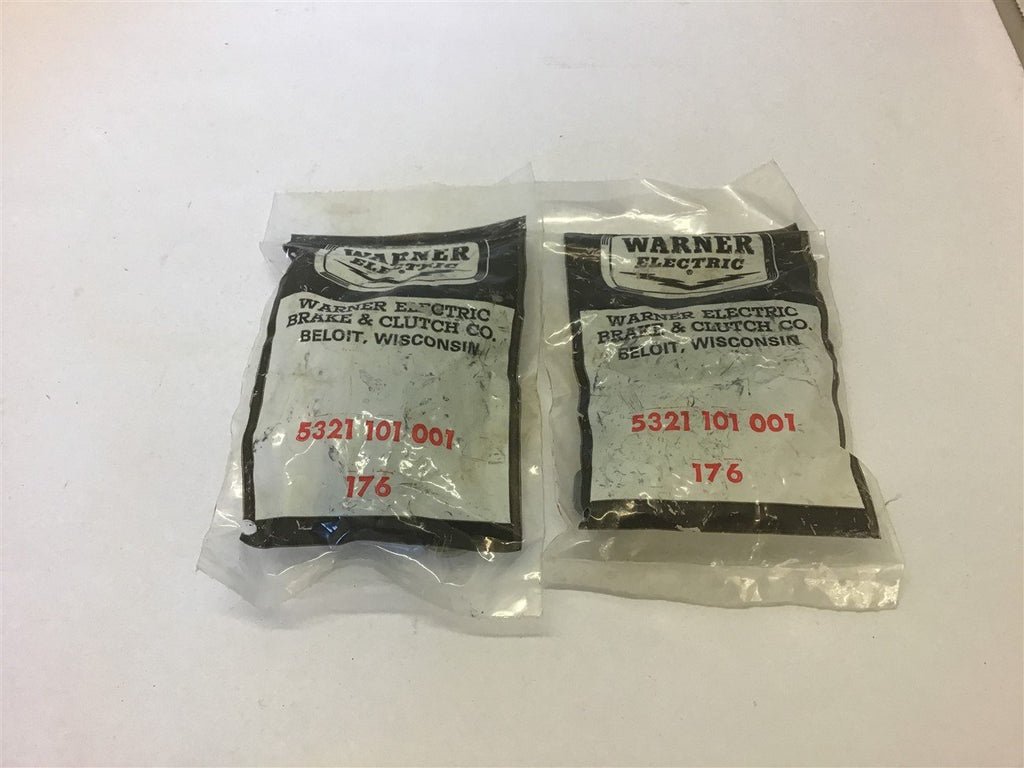 WARNER
ELECTRIC
WARNER ELECTRIC
BRAKE & CLUTCH CO.
BELOIT, WISCONSIN
5321 101 001
176
WARNER
ELECTRIC
®
WARNER ELECTRIC
BRAKE & CLUTCH CO.
BELOIT, WISCONSIN
5321 101 001
176